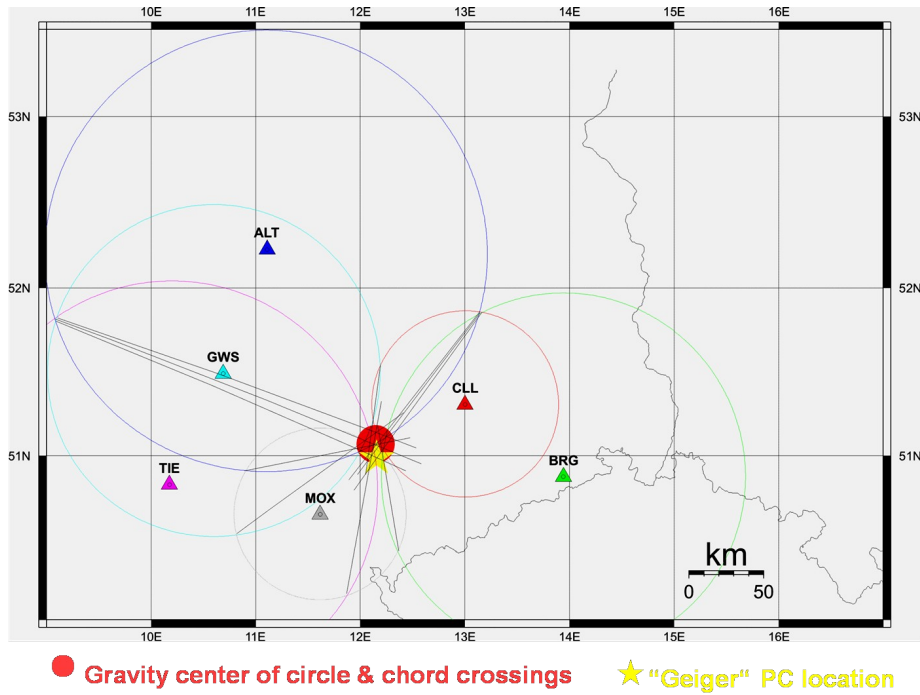 10E 11E 12E 13E 14E 15E 16E
53N 53N
ALT
52N 52N
GWS
CLL
51N 51N
TIE BRG
MOX
km
0 50
10E 11E 12E 13E 14E 15E 16E
Gravity center of circle & chord crossings "Geiger" PC location